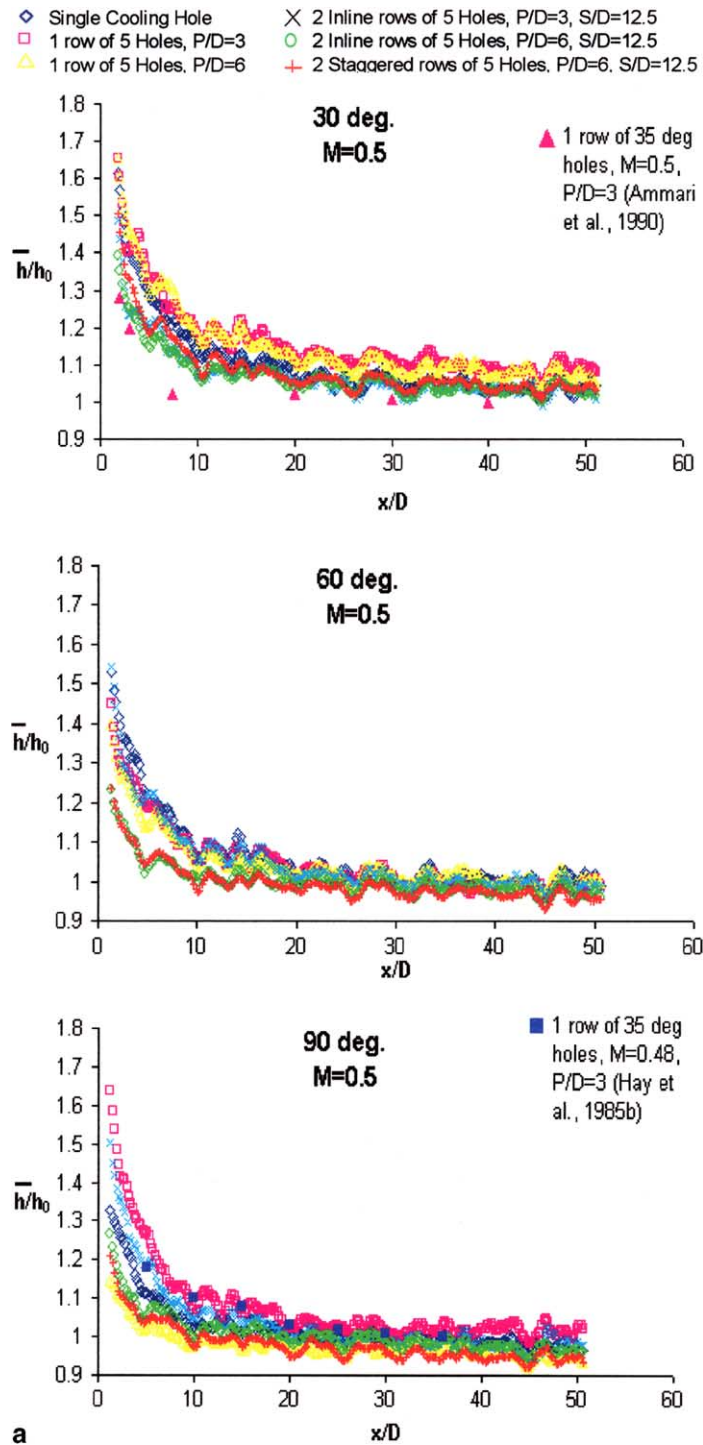 Single Cooling Hole
1 row of 5 Holes, P/D=3
1 row of 5 Holes, P/D=6
2 Inline rows of 5 Holes, P/D=3, S/D=12.5
2 Inline rows of 5 Holes, P/D=6, S/D=12.5
2 Staggered rows of 5 Holes, P/D=6, S/D=12.5
30 deg.
M=0.5
1 row of 35 deg
holes, M=0.5,
P/D=3 (Ammari
et al., 1990)
1.8
1.7
1.6
1.5
1.4
h/h₀
1.3
1.2
1.1
1
0.9
0 10 20 30 40 50 60
x/D
60 deg.
M=0.5
1.8
1.7
1.6
1.5
1.4
h/h₀
1.3
1.2
1.1
1
0.9
0 10 20 30 40 50 60
x/D
90 deg.
M=0.5
1 row of 35 deg
holes, M=0.48,
P/D=3 (Hay et
al., 1985b)
1.8
1.7
1.6
1.5
1.4
h/h₀
1.3
1.2
1.1
1
0.9
0 10 20 30 40 50 60
x/D
a